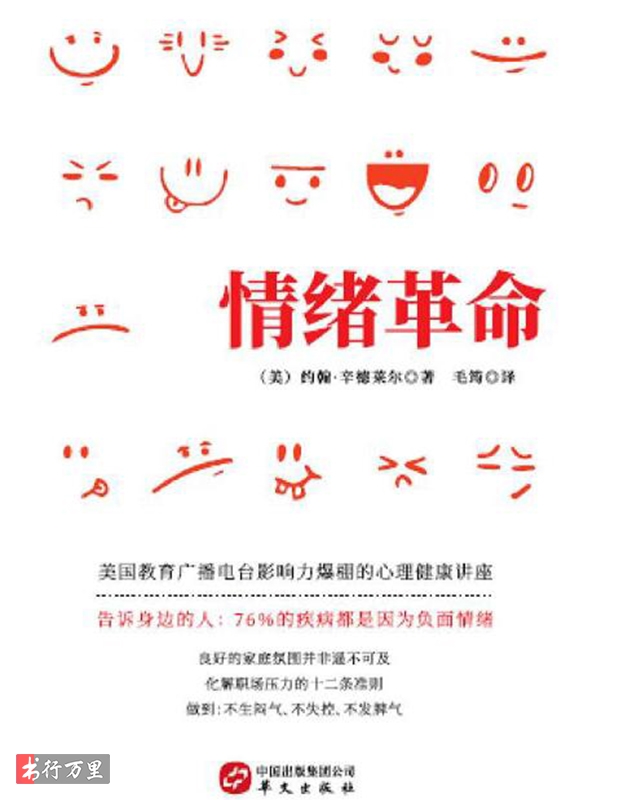 情绪革命
（美）约翰·辛德莱尔◎著 毛筠◎译
美国教育广播电台影响力爆棚的心理健康讲座
告诉身边的人：76%的疾病都是因为负面情绪
良好的家庭氛围并非遥不可及
化解职场压力的十二条准则
做到：不生闷气、不失控、不发脾气
书行万里
中国出版集团公司
华文出版社